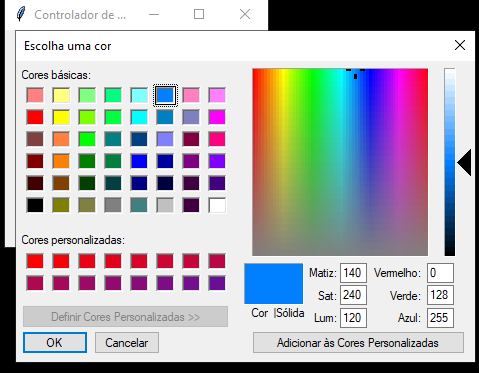 Controlador de ...
Escolha uma cor
Cores básicas:
Cores personalizadas:
Definir Cores Personalizadas >>
OK
Cancelar
Matiz: 140
Vermelho: 0
Sat: 240
Verde: 128
Cor |Sólida
Lum: 120
Azul: 255
Adicionar às Cores Personalizadas